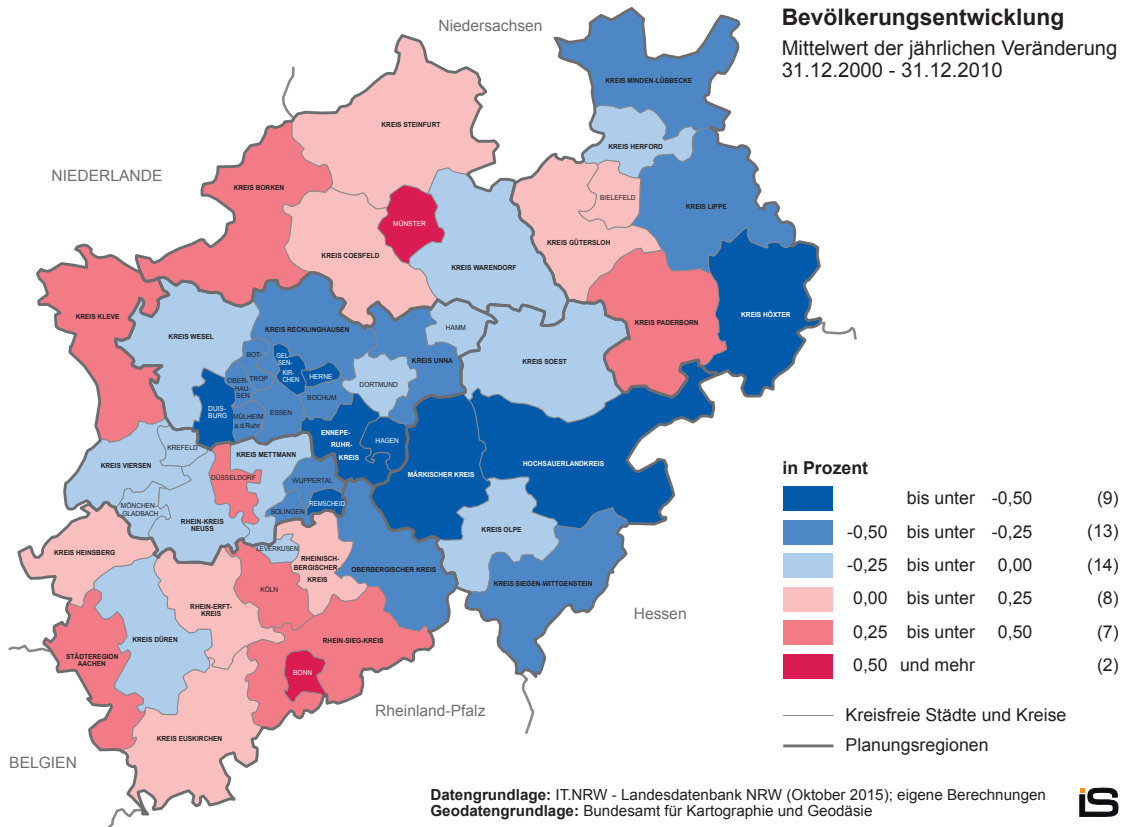 Bevölkerungsentwicklung
Mittelwert der jährlichen Veränderung
31.12.2000 - 31.12.2010
Niedersachsen
NIEDERLANDE
KREIS MINDEN-LÜBBECKE
KREIS STEINFURT
KREIS HERFORD
KREIS BORKEN
BIELEFELD
KREIS LIPPE
MÜNSTER
KREIS GÜTERSLOH
KREIS COESFELD
KREIS WARENDORF
KREIS HÖXTER
KREIS KLEVE
KREIS PADERBORN
KREIS RECKLINGHAUSEN
HAMM
KREIS WESEL
KREIS UNNA
KREIS SOEST
BOT-
TROP
GEL-
SEN-
KIR-
CHEN
HERNE
OBER-
HAU-
SEN
DORTMUND
DUIS-
BURG
MÜLHEIM
a.d.Ruhr
ESSEN
BOCHUM
ENNEPE-
RUHR-
KREIS
HAGEN
KREFELD
KREIS METTMANN
KREIS VIERSEN
MÄRKISCHER KREIS
HOCHSAUERLANDKREIS
DÜSSELDORF
WUPPERTAL
MÖNCHEN-
GLADBACH
REMSCHEID
SOLINGEN
RHEIN-KREIS
NEUSS
KREIS OLPE
LEVERKUSEN
KREIS HEINSBERG
RHEINISCH-
BERGISCHER-
KREIS
OBERBERGISCHER KREIS
KREIS SIEGEN-WITTGENSTEIN
KÖLN
RHEIN-ERFT-
KREIS
KREIS DÜREN
RHEIN-SIEG-KREIS
STÄDTEREGION
AACHEN
BONN
KREIS EUSKIRCHEN
Hessen
Rheinland-Pfalz
BELGIEN
in Prozent
bis unter -0,50 (9)
-0,50 bis unter -0,25 (13)
-0,25 bis unter 0,00 (14)
0,00 bis unter 0,25 (8)
0,25 bis unter 0,50 (7)
0,50 und mehr (2)
Kreisfreie Städte und Kreise
Planungsregionen
Datengrundlage: IT.NRW - Landesdatenbank NRW (Oktober 2015); eigene Berechnungen
Geodatengrundlage: Bundesamt für Kartographie und Geodäsie
iS